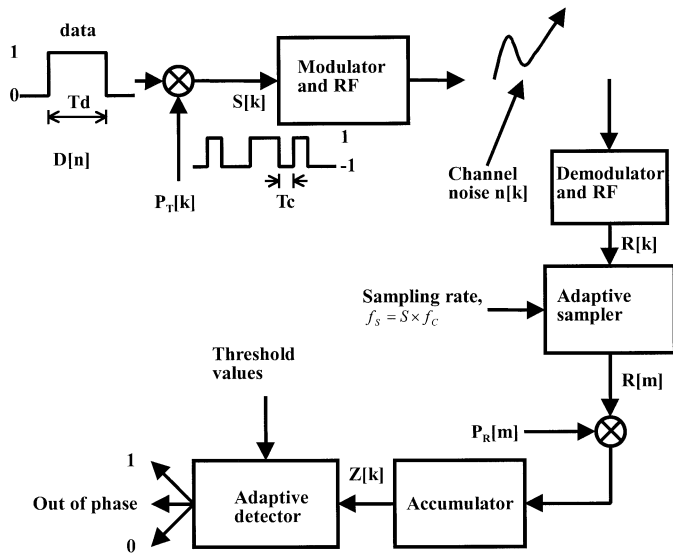 data
1
0
Td
D[n]
S[k]
Modulator
and RF
1
-1
Tc
P_T[k]
Channel
noise n[k]
Demodulator
and RF
R[k]
Sampling rate,
f_S = S × f_C
Adaptive
sampler
R[m]
P_R[m]
Threshold
values
Z[k]
Accumulator
Adaptive
detector
1
Out of phase
0